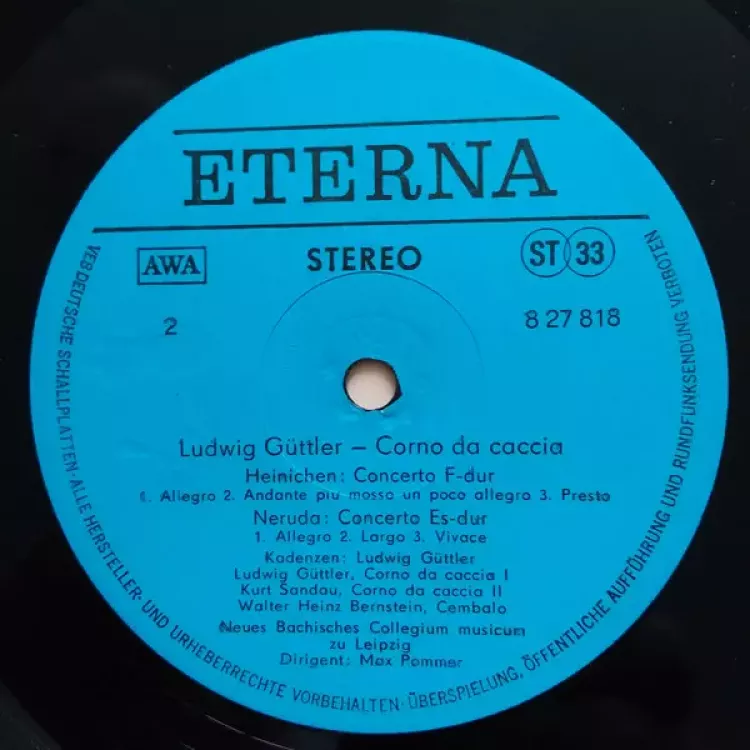 ETERNA
AWA
STEREO
ST 33
2
8 27 818
Ludwig Güttler – Corno da caccia
Heinichen: Concerto F-dur
1. Allegro 2. Andante più mosso un poco allegro 3. Presto
Neruda: Concerto Es-dur
1. Allegro 2. Largo 3. Vivace
Kadenzen: Ludwig Güttler
Ludwig Güttler, Corno da caccia I
Kurt Sandau, Corno da caccia II
Walter Heinz Bernstein, Cembalo
Neues Bachisches Collegium musicum
zu Leipzig
Dirigent: Max Pommer
VEB DEUTSCHE SCHALLPLATTEN · ALLE HERSTELLER- UND URHEBERRECHTE VORBEHALTEN · ÜBERSPIELUNG, ÖFFENTLICHE AUFFÜHRUNG UND RUNDFUNKSENDUNG VERBOTEN